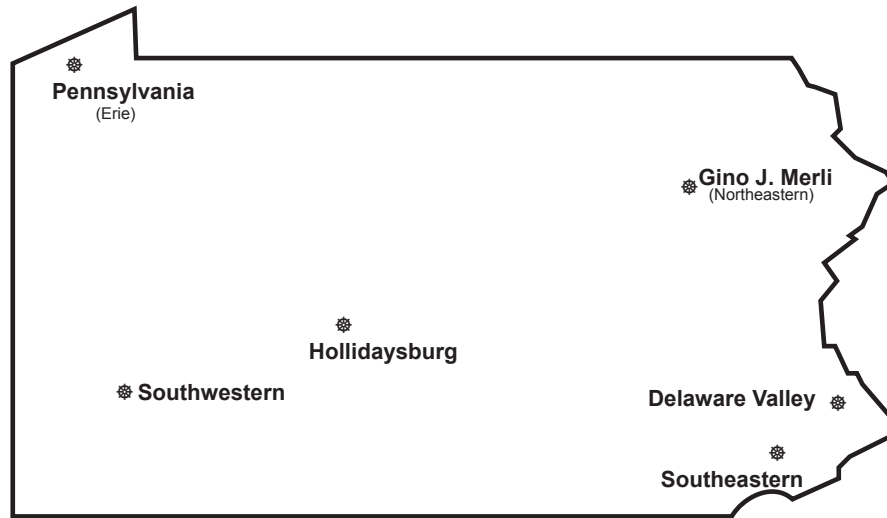 Pennsylvania
(Erie)
Gino J. Merli
(Northeastern)
Hollidaysburg
Southwestern
Delaware Valley
Southeastern